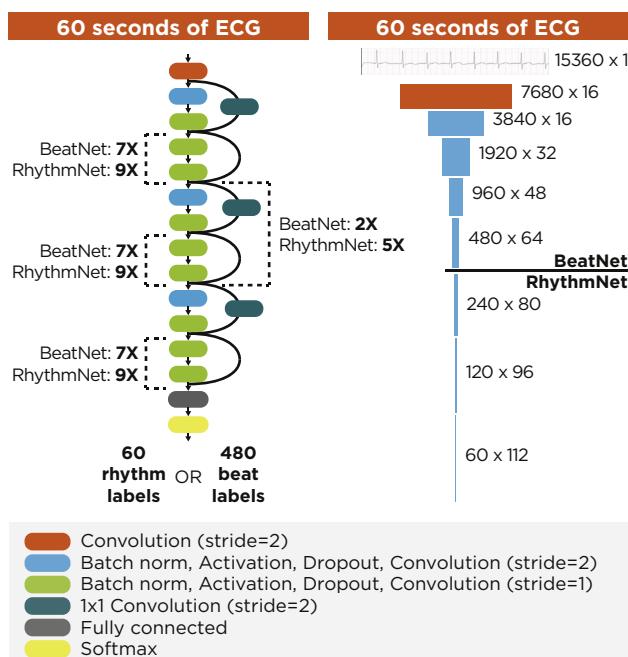 60 seconds of ECG
BeatNet: 7X
RhythmNet: 9X
BeatNet: 2X
RhythmNet: 5X
BeatNet: 7X
RhythmNet: 9X
BeatNet: 7X
RhythmNet: 9X
60
rhythm
labels
OR
480
beat
labels
60 seconds of ECG
15360 x 1
7680 x 16
3840 x 16
1920 x 32
960 x 48
480 x 64
BeatNet
RhythmNet
240 x 80
120 x 96
60 x 112
Convolution (stride=2)
Batch norm, Activation, Dropout, Convolution (stride=2)
Batch norm, Activation, Dropout, Convolution (stride=1)
1x1 Convolution (stride=2)
Fully connected
Softmax